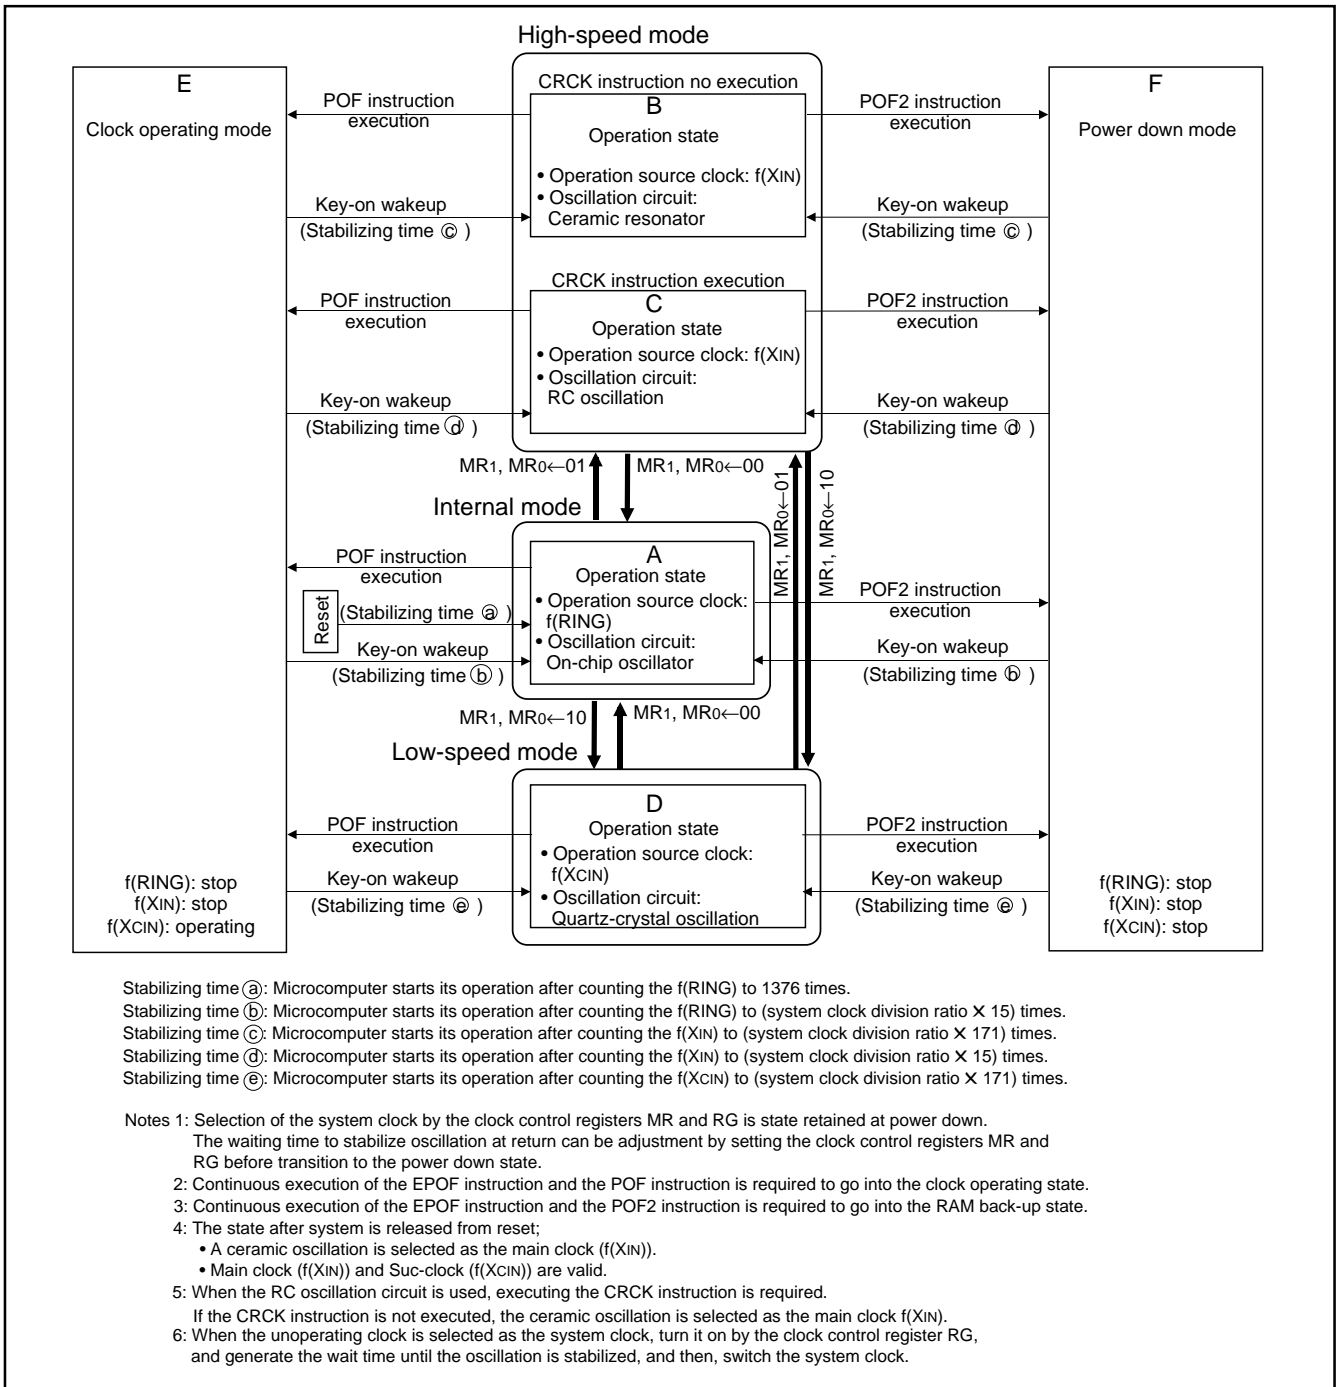 High-speed mode
E
Clock operating mode
CRCK instruction no execution
F
Power down mode
POF instruction
execution
B
Operation state
• Operation source clock: f(XIN)
• Oscillation circuit:
Ceramic resonator
POF2 instruction
execution
Key-on wakeup
(Stabilizing time ⓒ )
Key-on wakeup
(Stabilizing time ⓒ )
CRCK instruction execution
POF instruction
execution
C
Operation state
• Operation source clock: f(XIN)
• Oscillation circuit:
RC oscillation
POF2 instruction
execution
Key-on wakeup
(Stabilizing time ⓓ )
Key-on wakeup
(Stabilizing time ⓓ )
MR1, MR0←01
MR1, MR0←00
MR1, MR0←01
MR1, MR0←10
Internal mode
POF instruction
execution
A
Operation state
• Operation source clock:
f(RING)
• Oscillation circuit:
On-chip oscillator
POF2 instruction
execution
Reset
(Stabilizing time ⓐ )
Key-on wakeup
(Stabilizing time ⓑ )
Key-on wakeup
(Stabilizing time ⓑ )
MR1, MR0←10
MR1, MR0←00
Low-speed mode
POF instruction
execution
D
Operation state
• Operation source clock:
f(XCIN)
• Oscillation circuit:
Quartz-crystal oscillation
POF2 instruction
execution
Key-on wakeup
(Stabilizing time ⓔ )
Key-on wakeup
(Stabilizing time ⓔ )
f(RING): stop
f(XIN): stop
f(XCIN): operating
f(RING): stop
f(XIN): stop
f(XCIN): stop
Stabilizing time ⓐ: Microcomputer starts its operation after counting the f(RING) to 1376 times.
Stabilizing time ⓑ: Microcomputer starts its operation after counting the f(RING) to (system clock division ratio X 15) times.
Stabilizing time ⓒ: Microcomputer starts its operation after counting the f(XIN) to (system clock division ratio X 171) times.
Stabilizing time ⓓ: Microcomputer starts its operation after counting the f(XIN) to (system clock division ratio X 15) times.
Stabilizing time ⓔ: Microcomputer starts its operation after counting the f(XCIN) to (system clock division ratio X 171) times.
Notes 1: Selection of the system clock by the clock control registers MR and RG is state retained at power down.
The waiting time to stabilize oscillation at return can be adjustment by setting the clock control registers MR and
RG before transition to the power down state.
2: Continuous execution of the EPOF instruction and the POF instruction is required to go into the clock operating state.
3: Continuous execution of the EPOF instruction and the POF2 instruction is required to go into the RAM back-up state.
4: The state after system is released from reset;
• A ceramic oscillation is selected as the main clock (f(XIN)).
• Main clock (f(XIN)) and Suc-clock (f(XCIN)) are valid.
5: When the RC oscillation circuit is used, executing the CRCK instruction is required.
If the CRCK instruction is not executed, the ceramic oscillation is selected as the main clock f(XIN).
6: When the unoperating clock is selected as the system clock, turn it on by the clock control register RG,
and generate the wait time until the oscillation is stabilized, and then, switch the system clock.